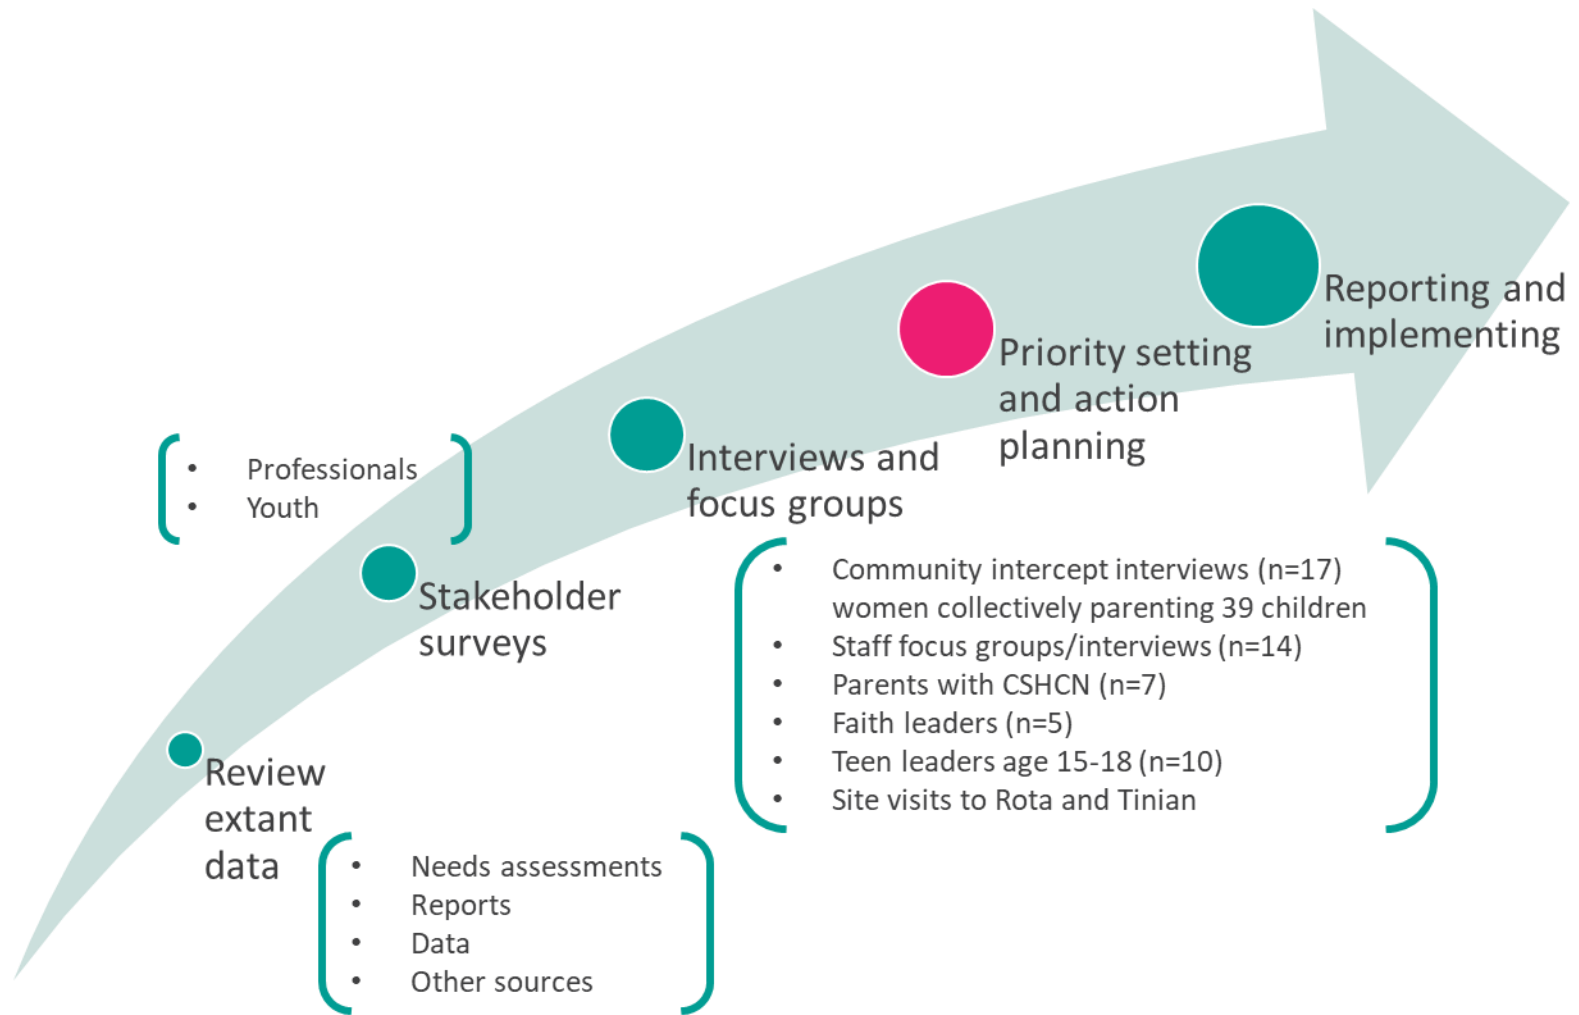 Reporting and
implementing
Priority setting
and action
planning
Interviews and
focus groups
• Professionals
• Youth
Stakeholder
surveys
• Community intercept interviews (n=17)
women collectively parenting 39 children
• Staff focus groups/interviews (n=14)
• Parents with CSHCN (n=7)
• Faith leaders (n=5)
• Teen leaders age 15-18 (n=10)
• Site visits to Rota and Tinian
Review
extant
data
• Needs assessments
• Reports
• Data
• Other sources